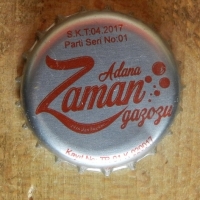 S.K.T:04.2017
Parti Seri No:01
Adana
Zaman
gazozu